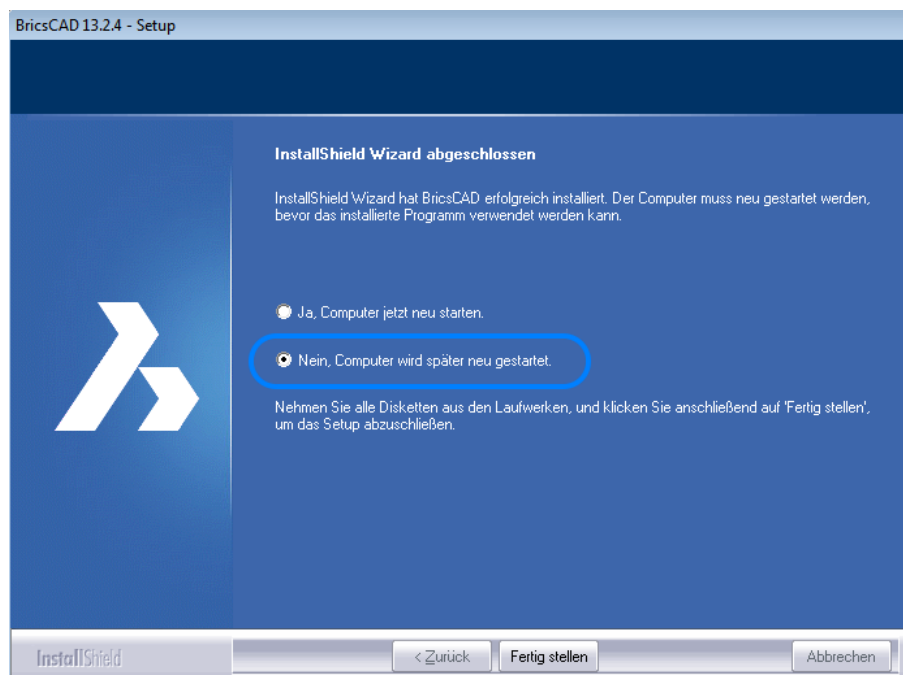 BricsCAD 13.2.4 - Setup
InstallShield Wizard abgeschlossen
InstallShield Wizard hat BricsCAD erfolgreich installiert. Der Computer muss neu gestartet werden,
bevor das installierte Programm verwendet werden kann.
Ja, Computer jetzt neu starten.
Nein, Computer wird später neu gestartet.
Nehmen Sie alle Disketten aus den Laufwerken, und klicken Sie anschließend auf 'Fertig stellen',
um das Setup abzuschließen.
InstallShield
< Zurück
Fertig stellen
Abbrechen